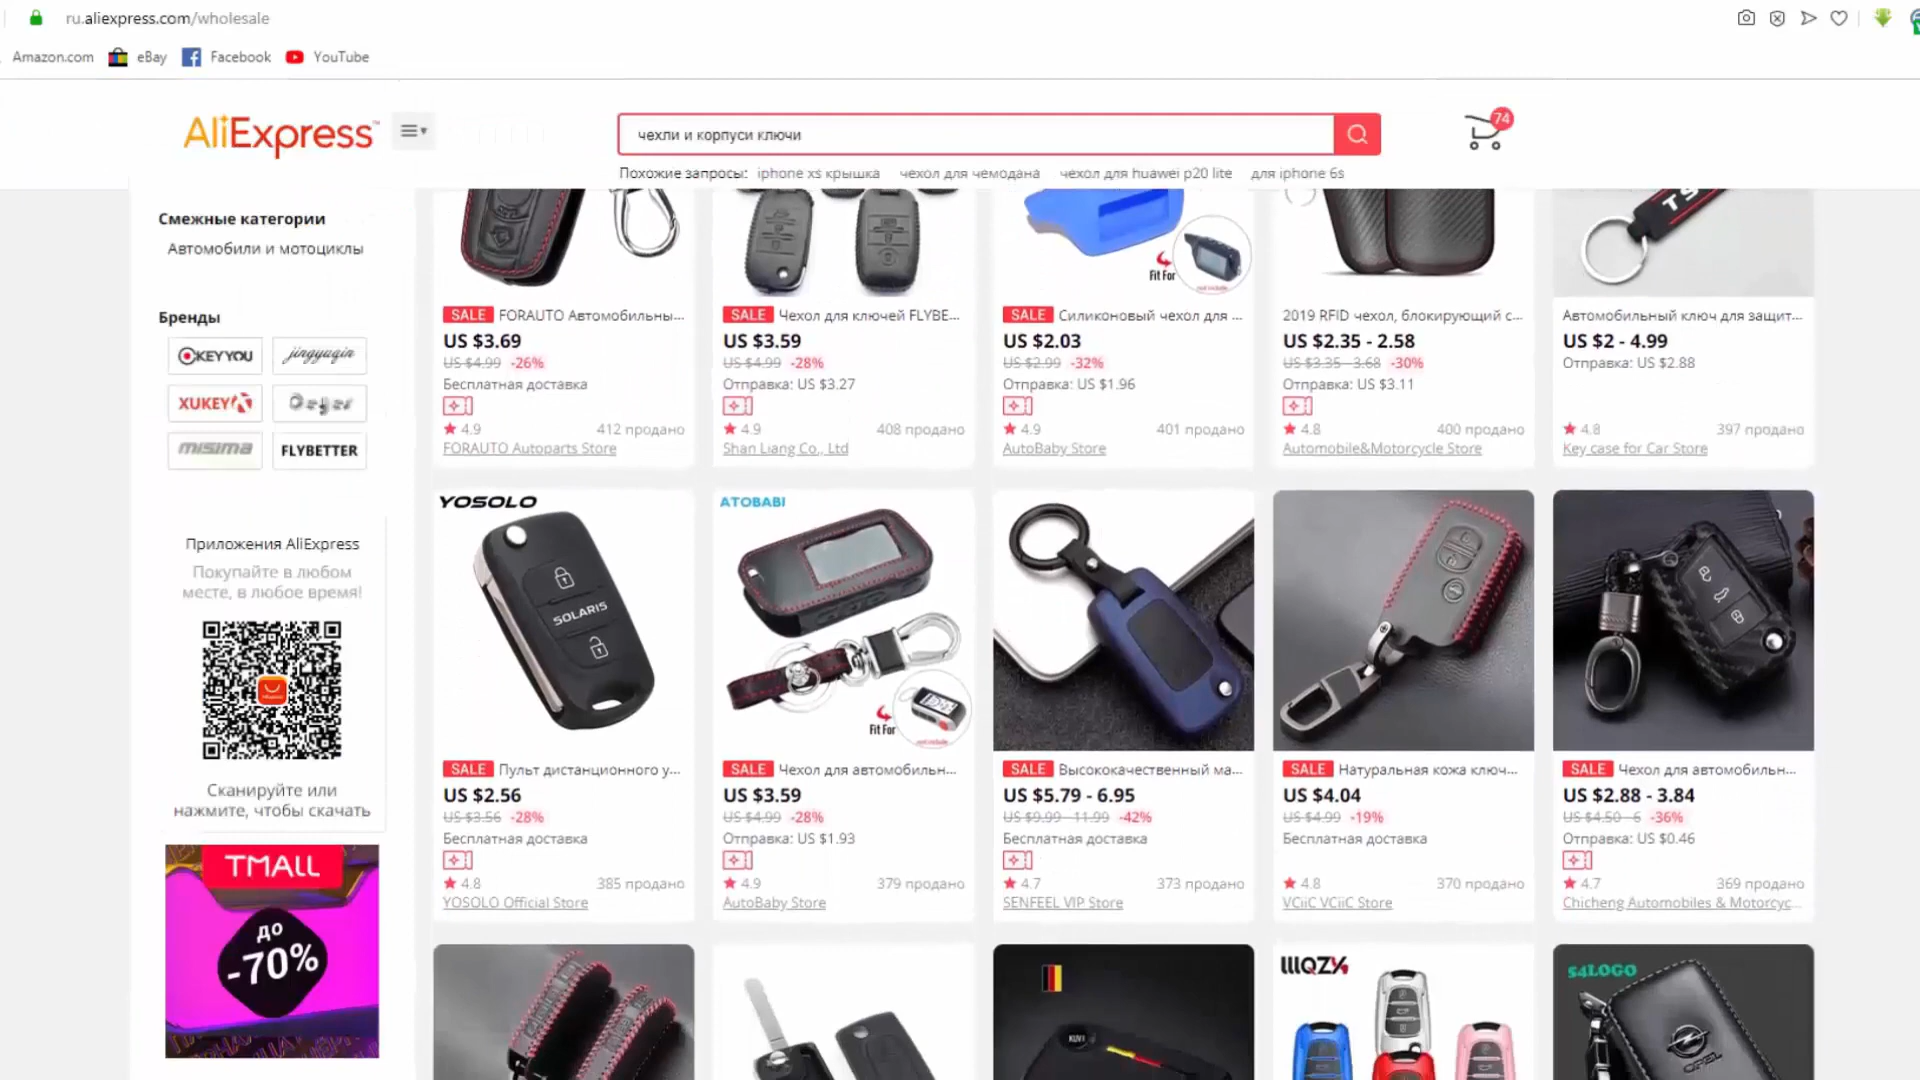 ru.aliexpress.com/wholesale
Amazon.com eBay Facebook YouTube
AliExpress
чехли и корпуси ключи
74
Похожие запросы: iphone xs крышка чехол для чемодана чехол для huawei p20 lite для iphone 6s
Смежные категории
Автомобили и мотоциклы
Бренды
KEYYOU jingyuqin
XUKEY
misima FLYBETTER
Приложения AliExpress
Покупайте в любом
месте, в любое время!
Сканируйте или
нажмите, чтобы скачать
TMALL
до
-70%
Fit For
SALE FORAUTO Автомобильны...
US $3.69
US $4.99 -26%
Бесплатная доставка
4.9 412 продано
FORAUTO Autoparts Store
SALE Чехол для ключей FLYBE...
US $3.59
US $4.99 -28%
Отправка: US $3.27
4.9 408 продано
Shan Liang Co., Ltd
SALE Силиконовый чехол для ...
US $2.03
US $2.99 -32%
Отправка: US $1.96
4.9 401 продано
AutoBaby Store
2019 RFID чехол, блокирующий с...
US $2.35 - 2.58
US $3.35 - 3.68 -30%
Отправка: US $3.11
4.8 400 продано
Automobile&Motorcycle Store
Автомобильный ключ для защит...
US $2 - 4.99
Отправка: US $2.88
4.8 397 продано
Key case for Car Store
YOSOLO
SOLARIS
SALE Пульт дистанционного у...
US $2.56
US $3.56 -28%
Бесплатная доставка
4.8 385 продано
YOSOLO Official Store
ATOBABI
Fit For
not include
SALE Чехол для автомобильн...
US $3.59
US $4.99 -28%
Отправка: US $1.93
4.9 379 продано
AutoBaby Store
SALE Высококачественный ма...
US $5.79 - 6.95
US $9.99 - 11.99 -42%
Бесплатная доставка
4.7 373 продано
SENFEEL VIP Store
SALE Натуральная кожа ключ...
US $4.04
US $4.99 -19%
Бесплатная доставка
4.8 370 продано
VCiiC VCiiC Store
SALE Чехол для автомобильн...
US $2.88 - 3.84
US $4.50 - 6 -36%
Отправка: US $0.46
4.7 369 продано
Chicheng Automobiles & Motorcyc...
KUVI
S4LOGO
OPEL